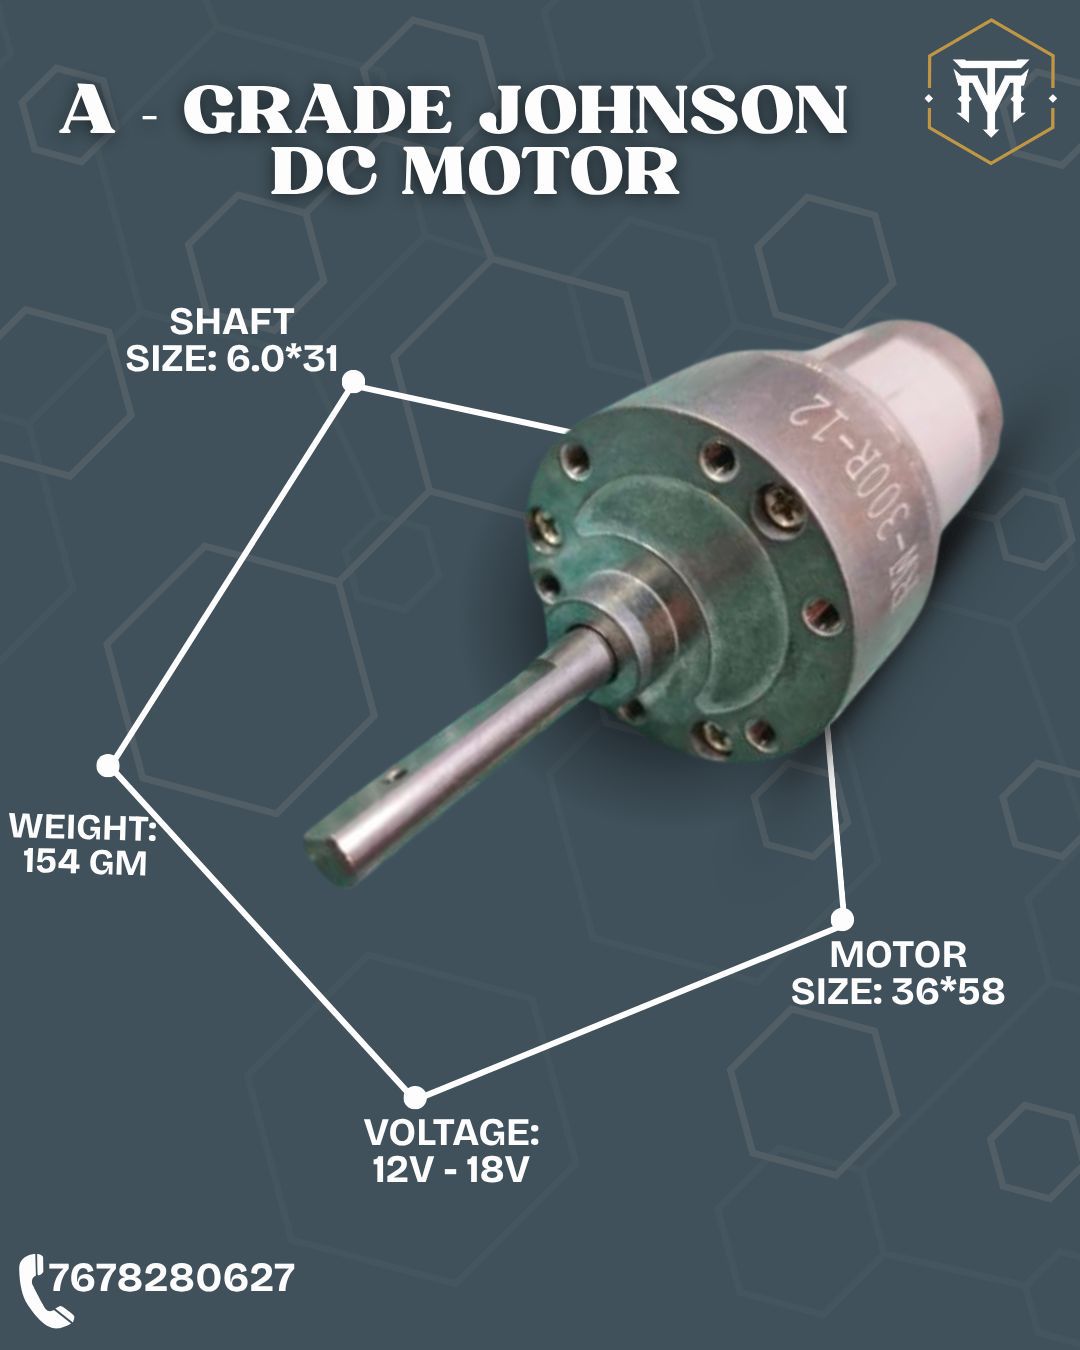 A - GRADE JOHNSON
DC MOTOR
SHAFT
SIZE: 6.0*31
WEIGHT:
154 GM
MOTOR
SIZE: 36*58
VOLTAGE:
12V - 18V
7678280627